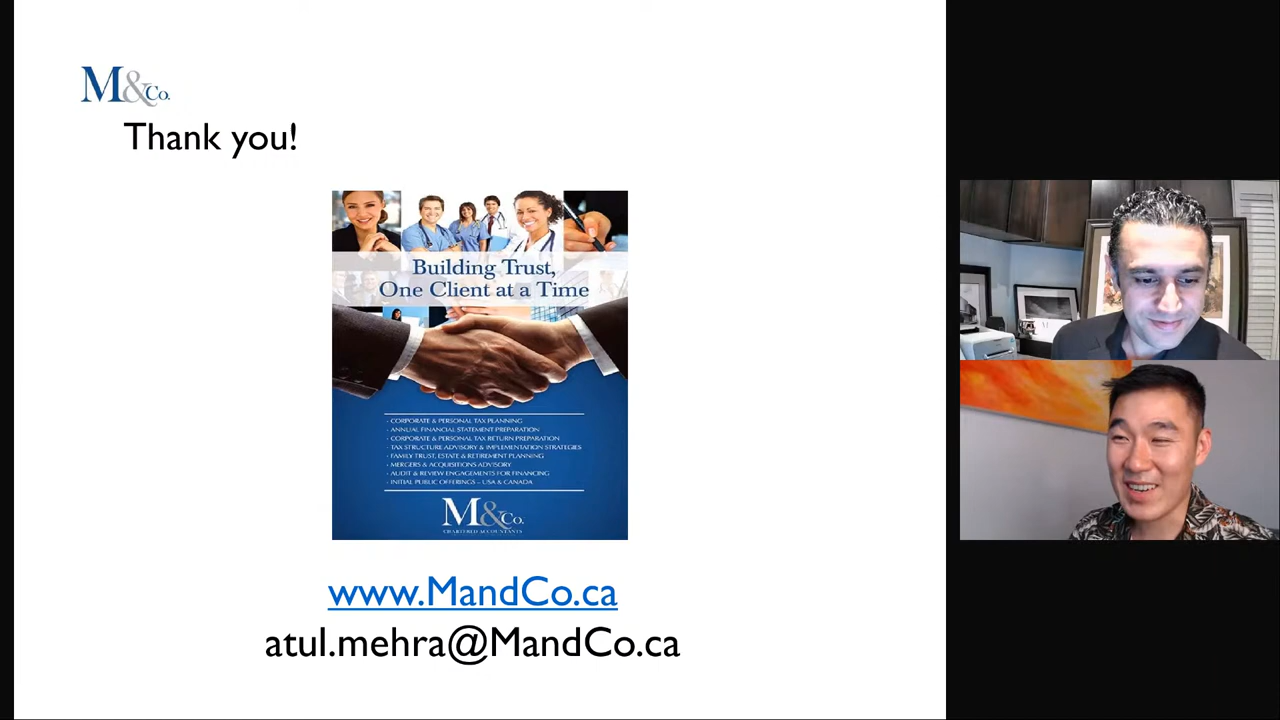 M&Co.
Thank you!
Building Trust,
One Client at a Time
- CORPORATE & PERSONAL TAX PLANNING
- ANNUAL FINANCIAL STATEMENT PREPARATION
- CORPORATE & PERSONAL TAX RETURN PREPARATION
- TAX STRUCTURE ADVISORY & IMPLEMENTATION STRATEGIES
- FAMILY TRUST, ESTATE & RETIREMENT PLANNING
- MERGERS & ACQUISITIONS ADVISORY
- AUDIT & REVIEW ENGAGEMENTS FOR FINANCING
- INITIAL PUBLIC OFFERINGS – USA & CANADA
M&Co.
CHARTERED ACCOUNTANTS
www.MandCo.ca
atul.mehra@MandCo.ca